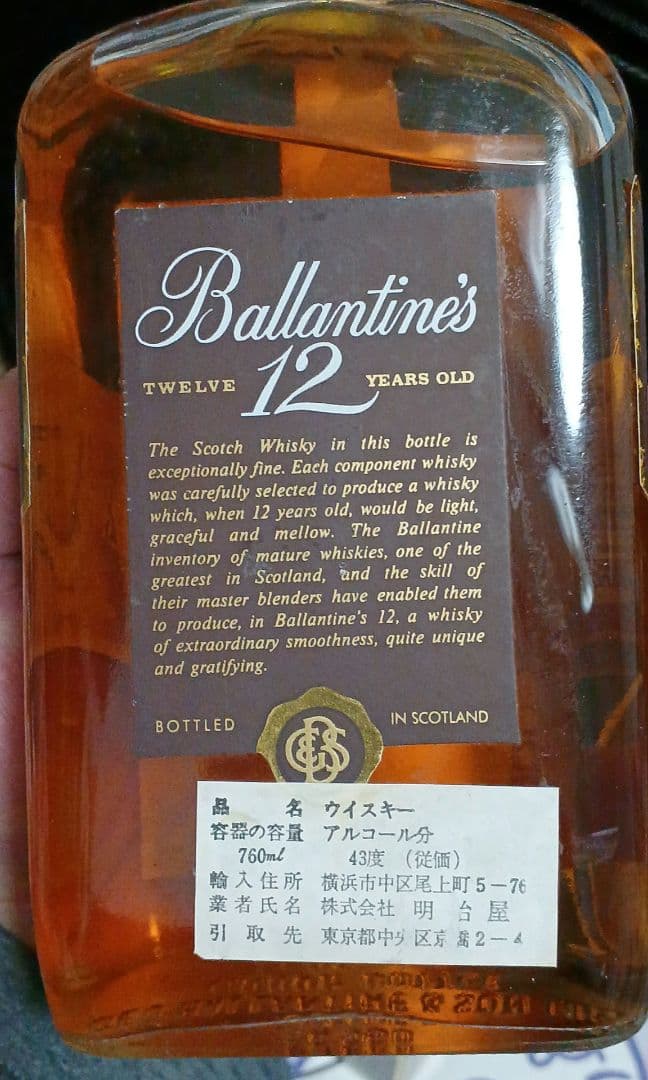 Ballantine's
TWELVE 12 YEARS OLD
The Scotch Whisky in this bottle is
exceptionally fine. Each component whisky
was carefully selected to produce a whisky
which, when 12 years old, would be light,
graceful and mellow. The Ballantine
inventory of mature whiskies, one of the
greatest in Scotland, and the skill of
their master blenders have enabled them
to produce, in Ballantine's 12, a whisky
of extraordinary smoothness, quite unique
and gratifying.
BOTTLED IN SCOTLAND
品名 ウイスキー
容器の容量 アルコール分
760ml 43度 (従価)
輸入住所 横浜市中区尾上町5-76
業者氏名 株式会社 明治屋
引取先 東京都中央区京橋2-4